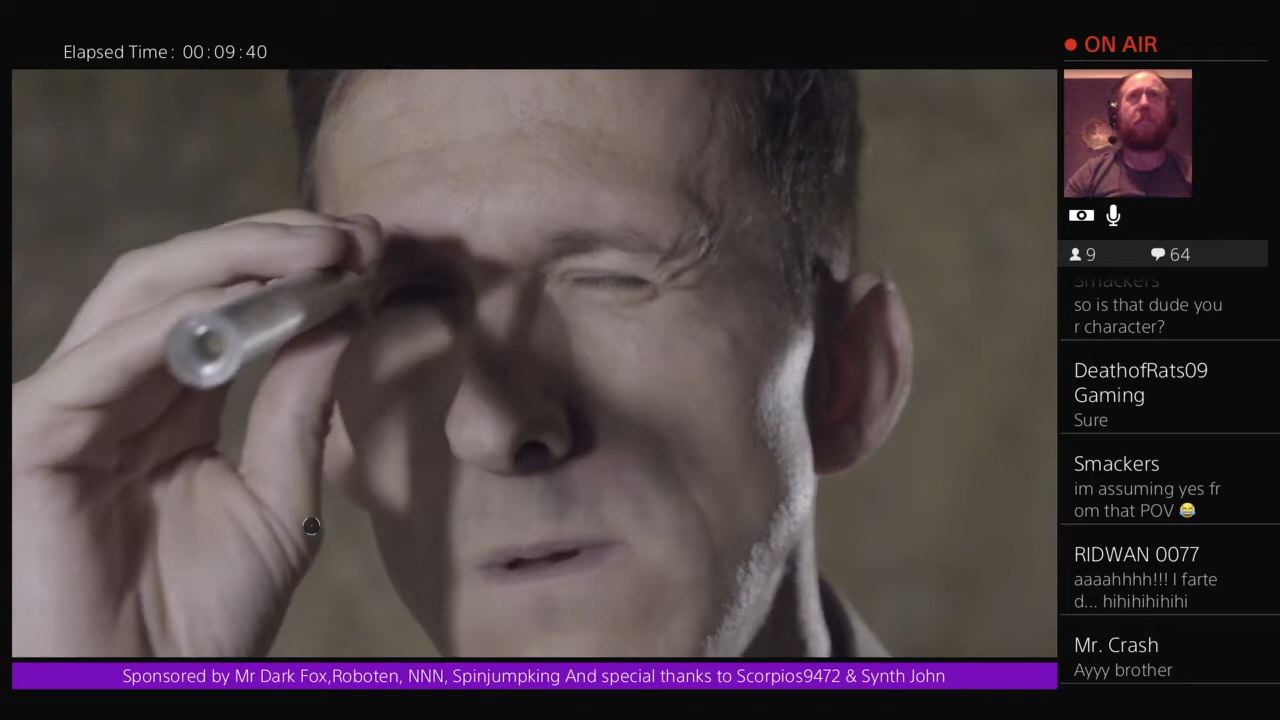 Elapsed Time: 00:09:40
ON AIR
9
64
Smackers
so is that dude you
r character?
DeathofRats09
Gaming
Sure
Smackers
im assuming yes fr
om that POV 😂
RIDWAN 0077
aaaahhhh!!! I farte
d... hihihihihihi
Mr. Crash
Ayyy brother
Sponsored by Mr Dark Fox,Roboten, NNN, Spinjumpking And special thanks to Scorpios9472 & Synth John